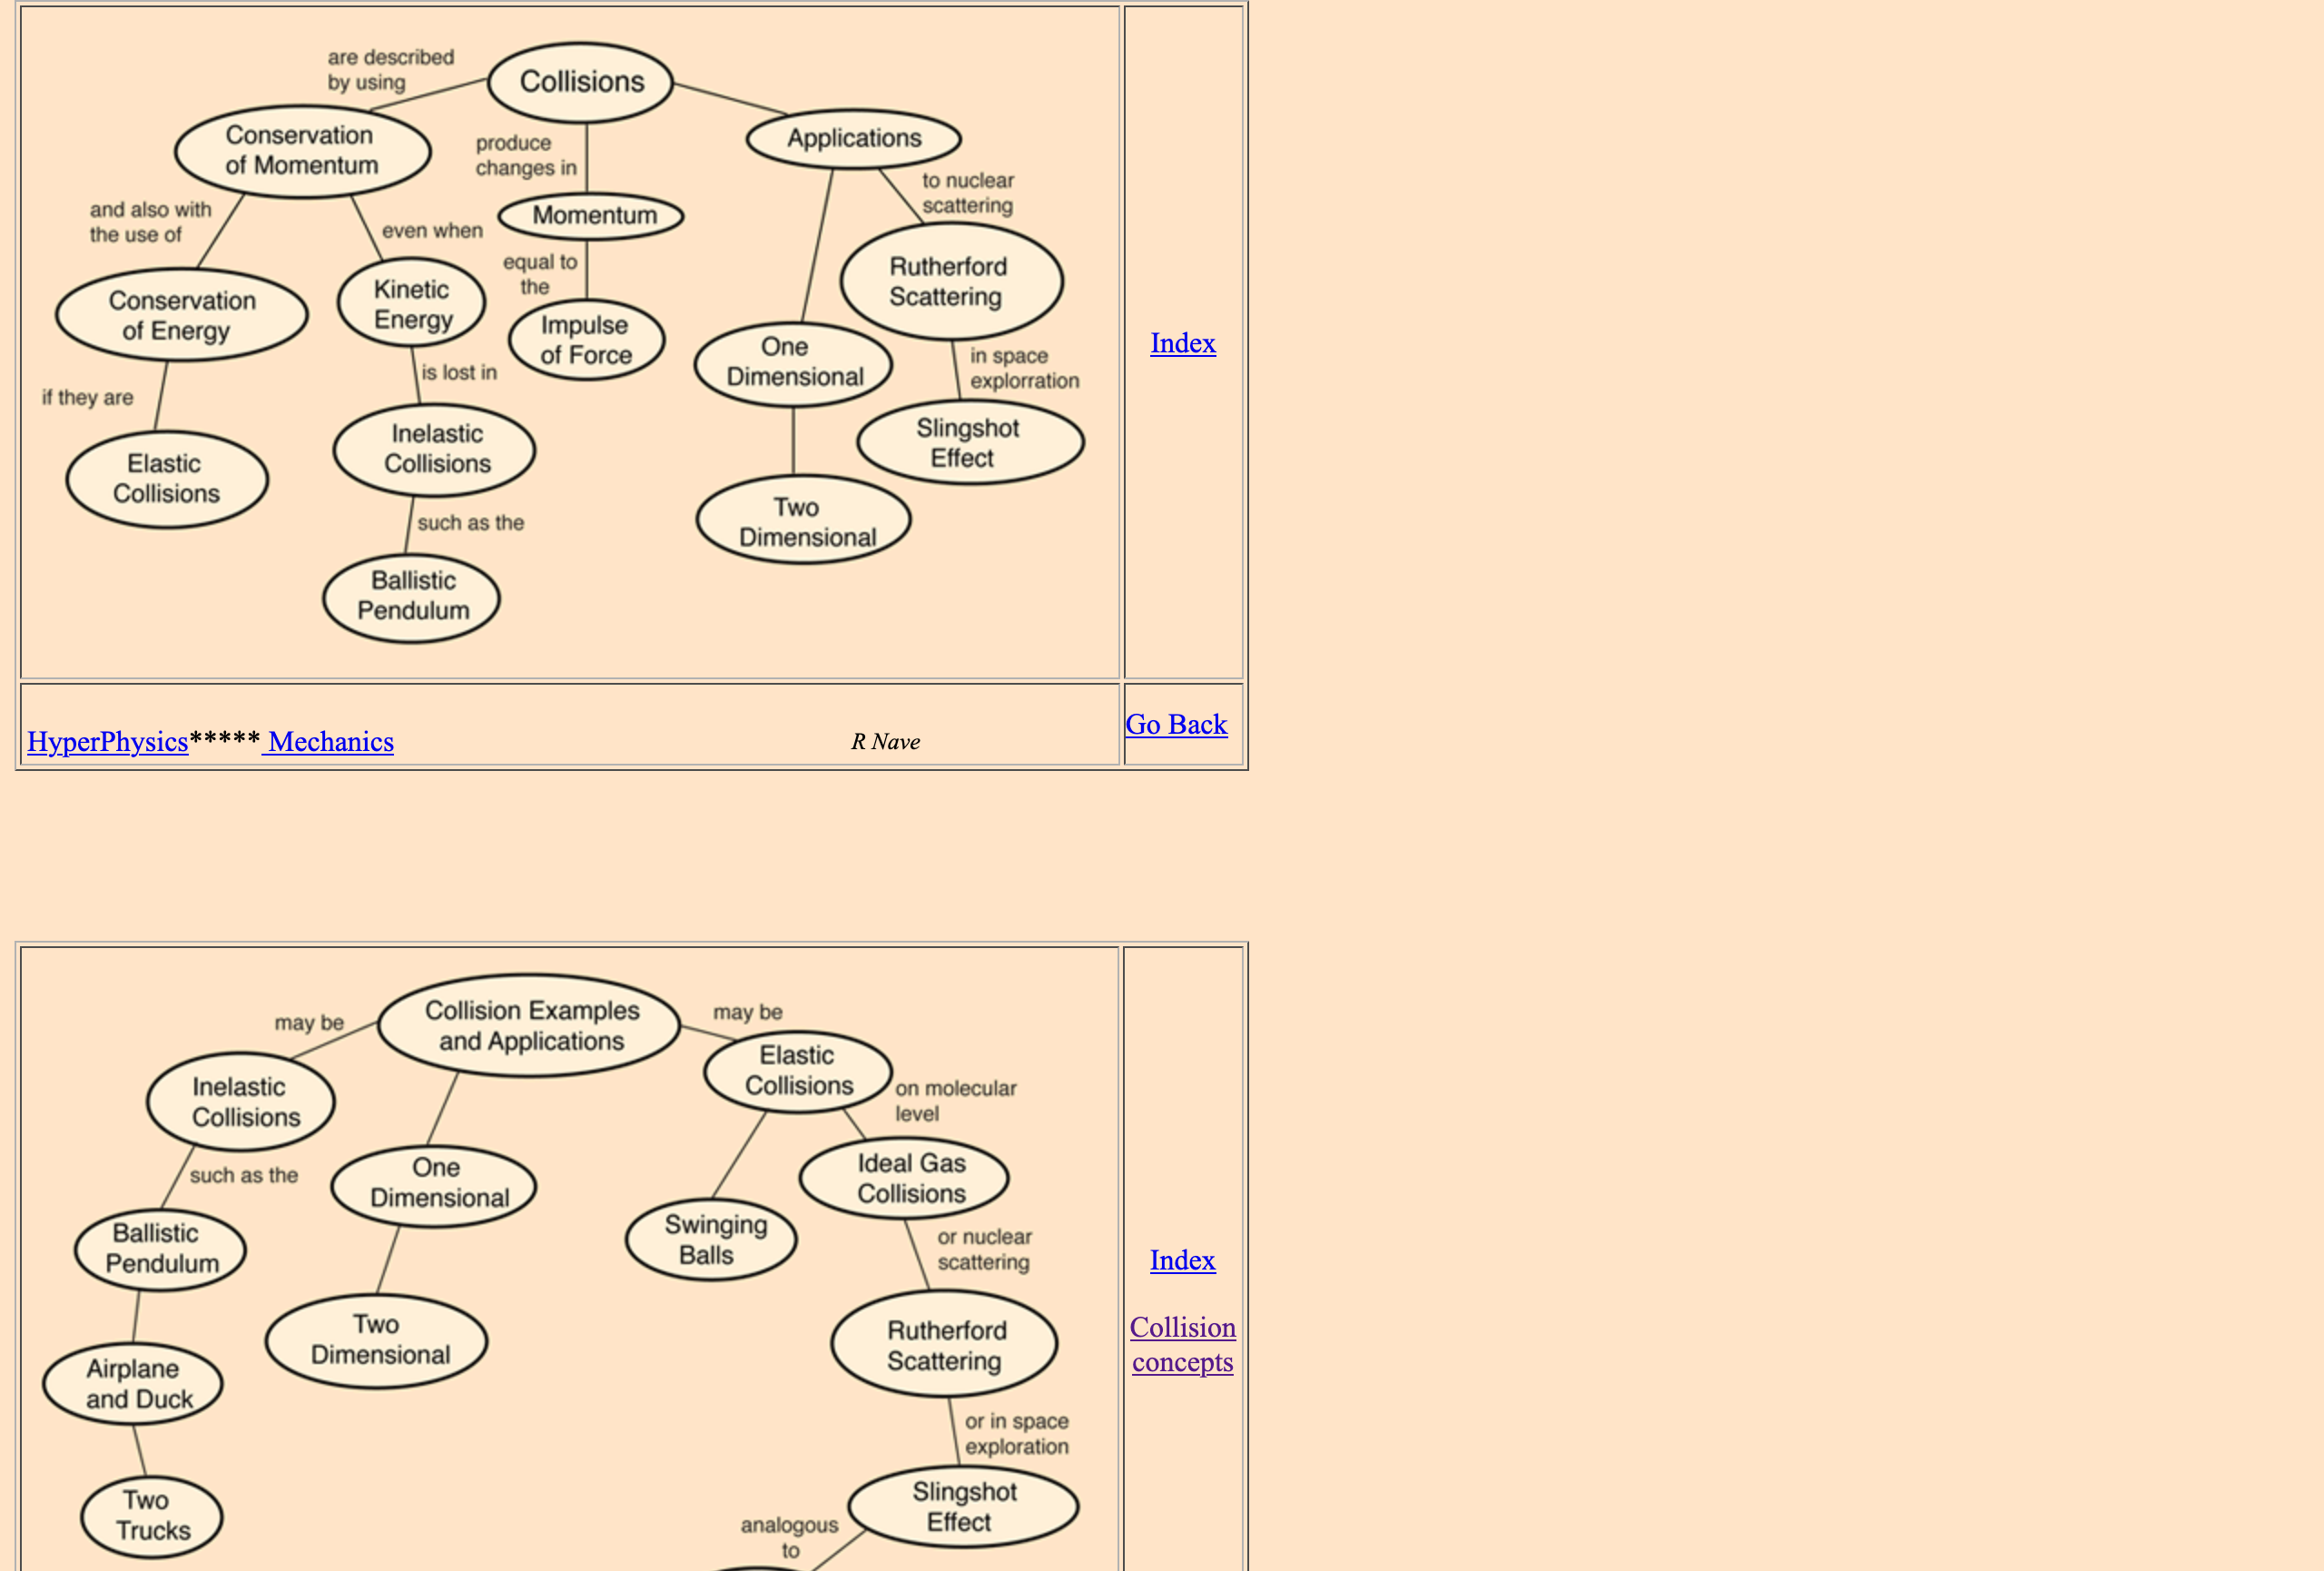 are described
by using
Collisions
Conservation
of Momentum
produce
changes in
Applications
to nuclear
scattering
and also with
the use of
even when
Momentum
equal to
the
Conservation
of Energy
Kinetic
Energy
Impulse
of Force
Rutherford
Scattering
One
Dimensional
in space
explorration
is lost in
if they are
Inelastic
Collisions
Slingshot
Effect
Elastic
Collisions
Two
Dimensional
such as the
Ballistic
Pendulum
Index
HyperPhysics***** Mechanics
R Nave
Go Back
Collision Examples
and Applications
may be
may be
Inelastic
Collisions
Elastic
Collisions
on molecular
level
such as the
One
Dimensional
Ideal Gas
Collisions
Ballistic
Pendulum
Swinging
Balls
or nuclear
scattering
Two
Dimensional
Rutherford
Scattering
Airplane
and Duck
or in space
exploration
Two
Trucks
Slingshot
Effect
analogous
to
Index
Collision
concepts